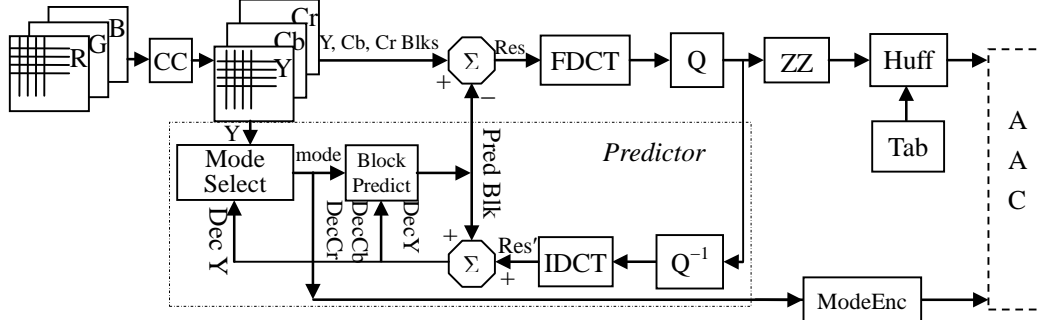 R
G
B
CC
Y
Cb
Cr
Y, Cb, Cr Blks
+
Σ
−
Res
FDCT
Q
ZZ
Huff
Tab
A
A
C
Y
Mode
Select
mode
Block
Predict
Pred Blk
Predictor
Dec Y
DecCr
DecCb
DecY
+
Σ
+
Res'
IDCT
Q⁻¹
ModeEnc